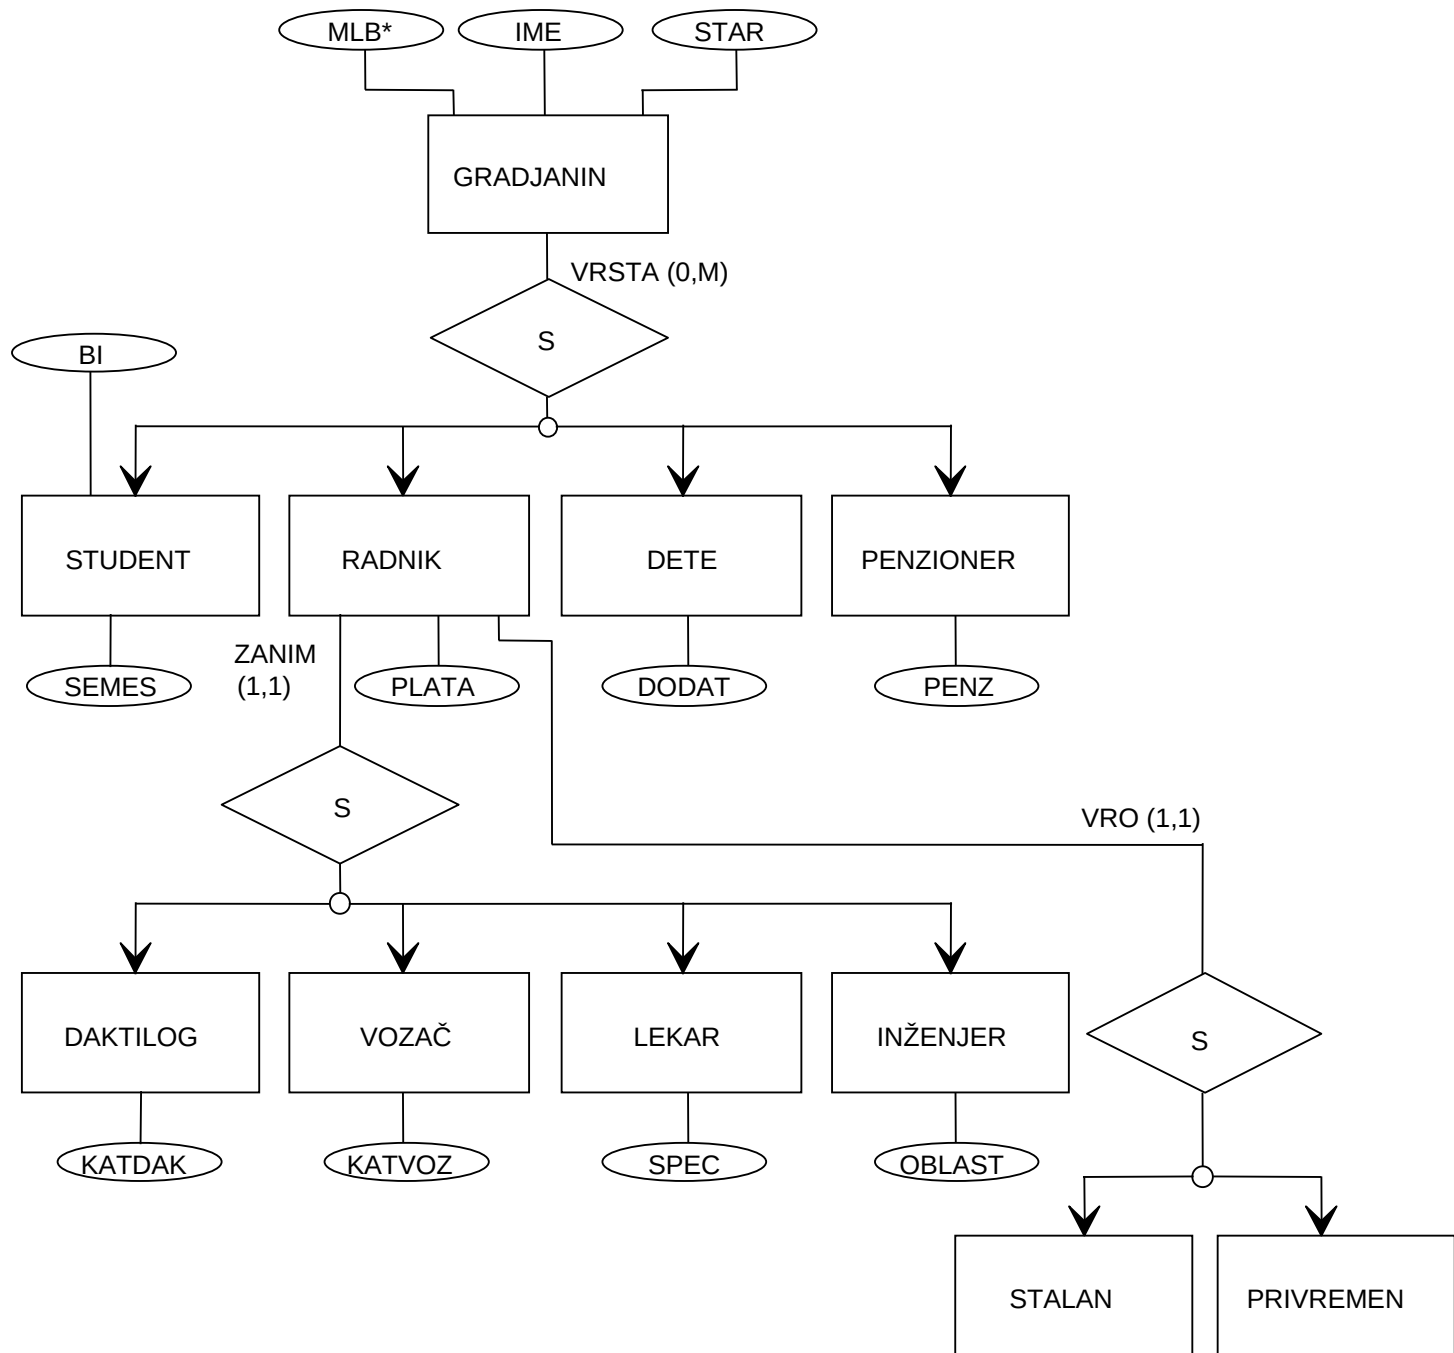 MLB*
IME
STAR
GRADJANIN
VRSTA (0,M)
S
BI
STUDENT
RADNIK
DETE
PENZIONER
ZANIM
(1,1)
SEMES
PLATA
DODAT
PENZ
S
VRO (1,1)
DAKTILOG
VOZAČ
LEKAR
INŽENJER
S
KATDAK
KATVOZ
SPEC
OBLAST
STALAN
PRIVREMEN